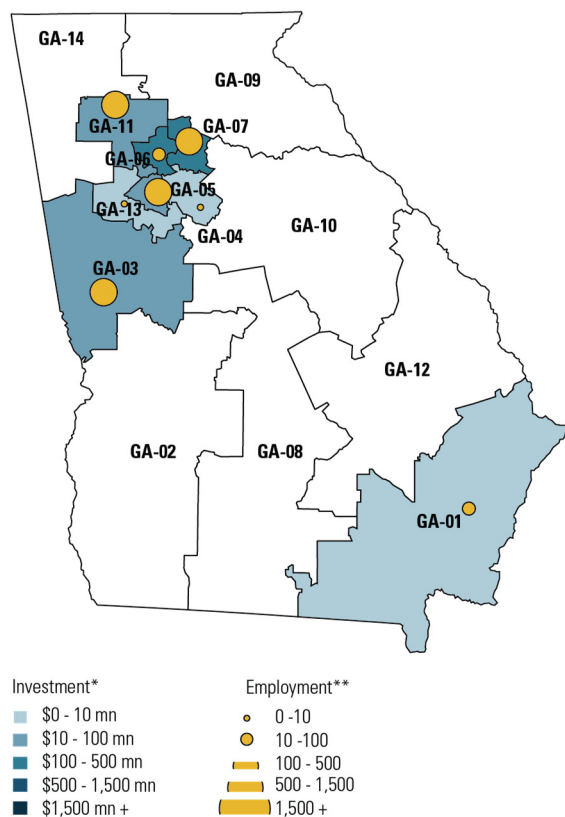 GA-14
GA-09
GA-11
GA-07
GA-06
GA-05
GA-13
GA-04
GA-10
GA-03
GA-12
GA-02
GA-08
GA-01
Investment*
$0 - 10 mn
$10 - 100 mn
$100 - 500 mn
$500 - 1,500 mn
$1,500 mn +
Employment**
0 -10
10 -100
100 - 500
500 - 1,500
1,500 +